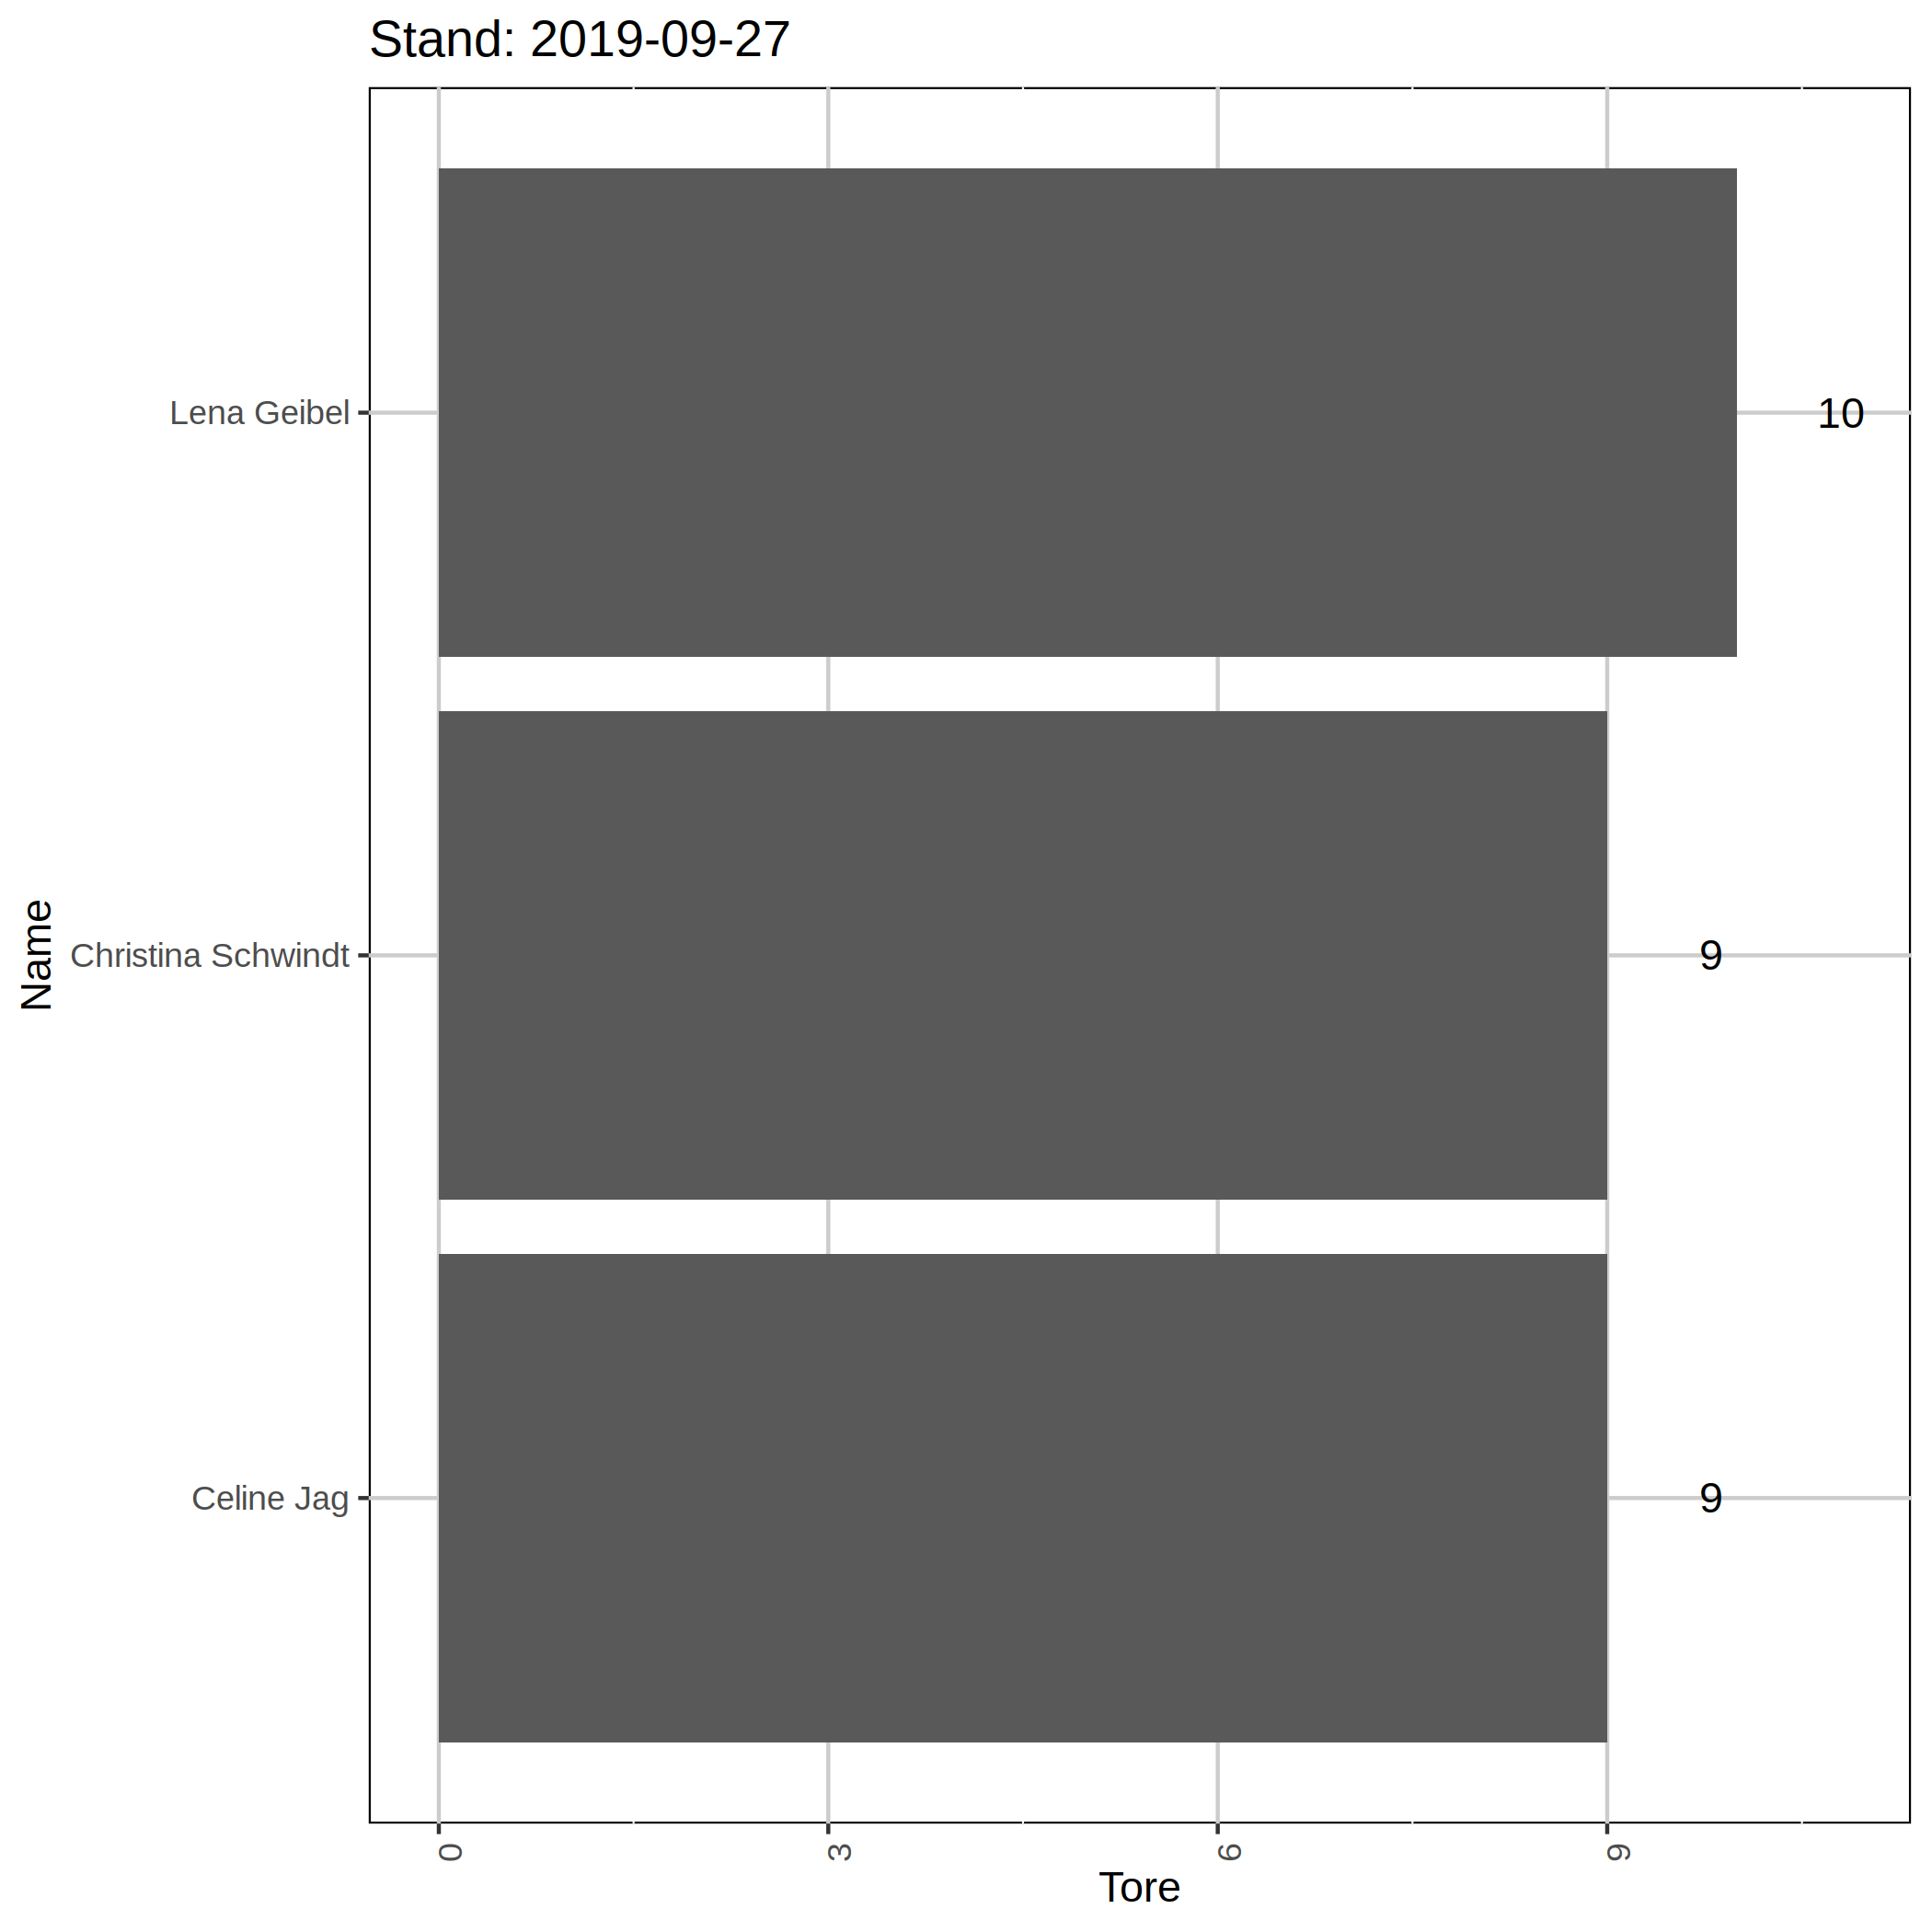 Stand: 2019-09-27
Lena Geibel
10
Name
Christina Schwindt
9
Celine Jag
9
0 3 6 9
Tore